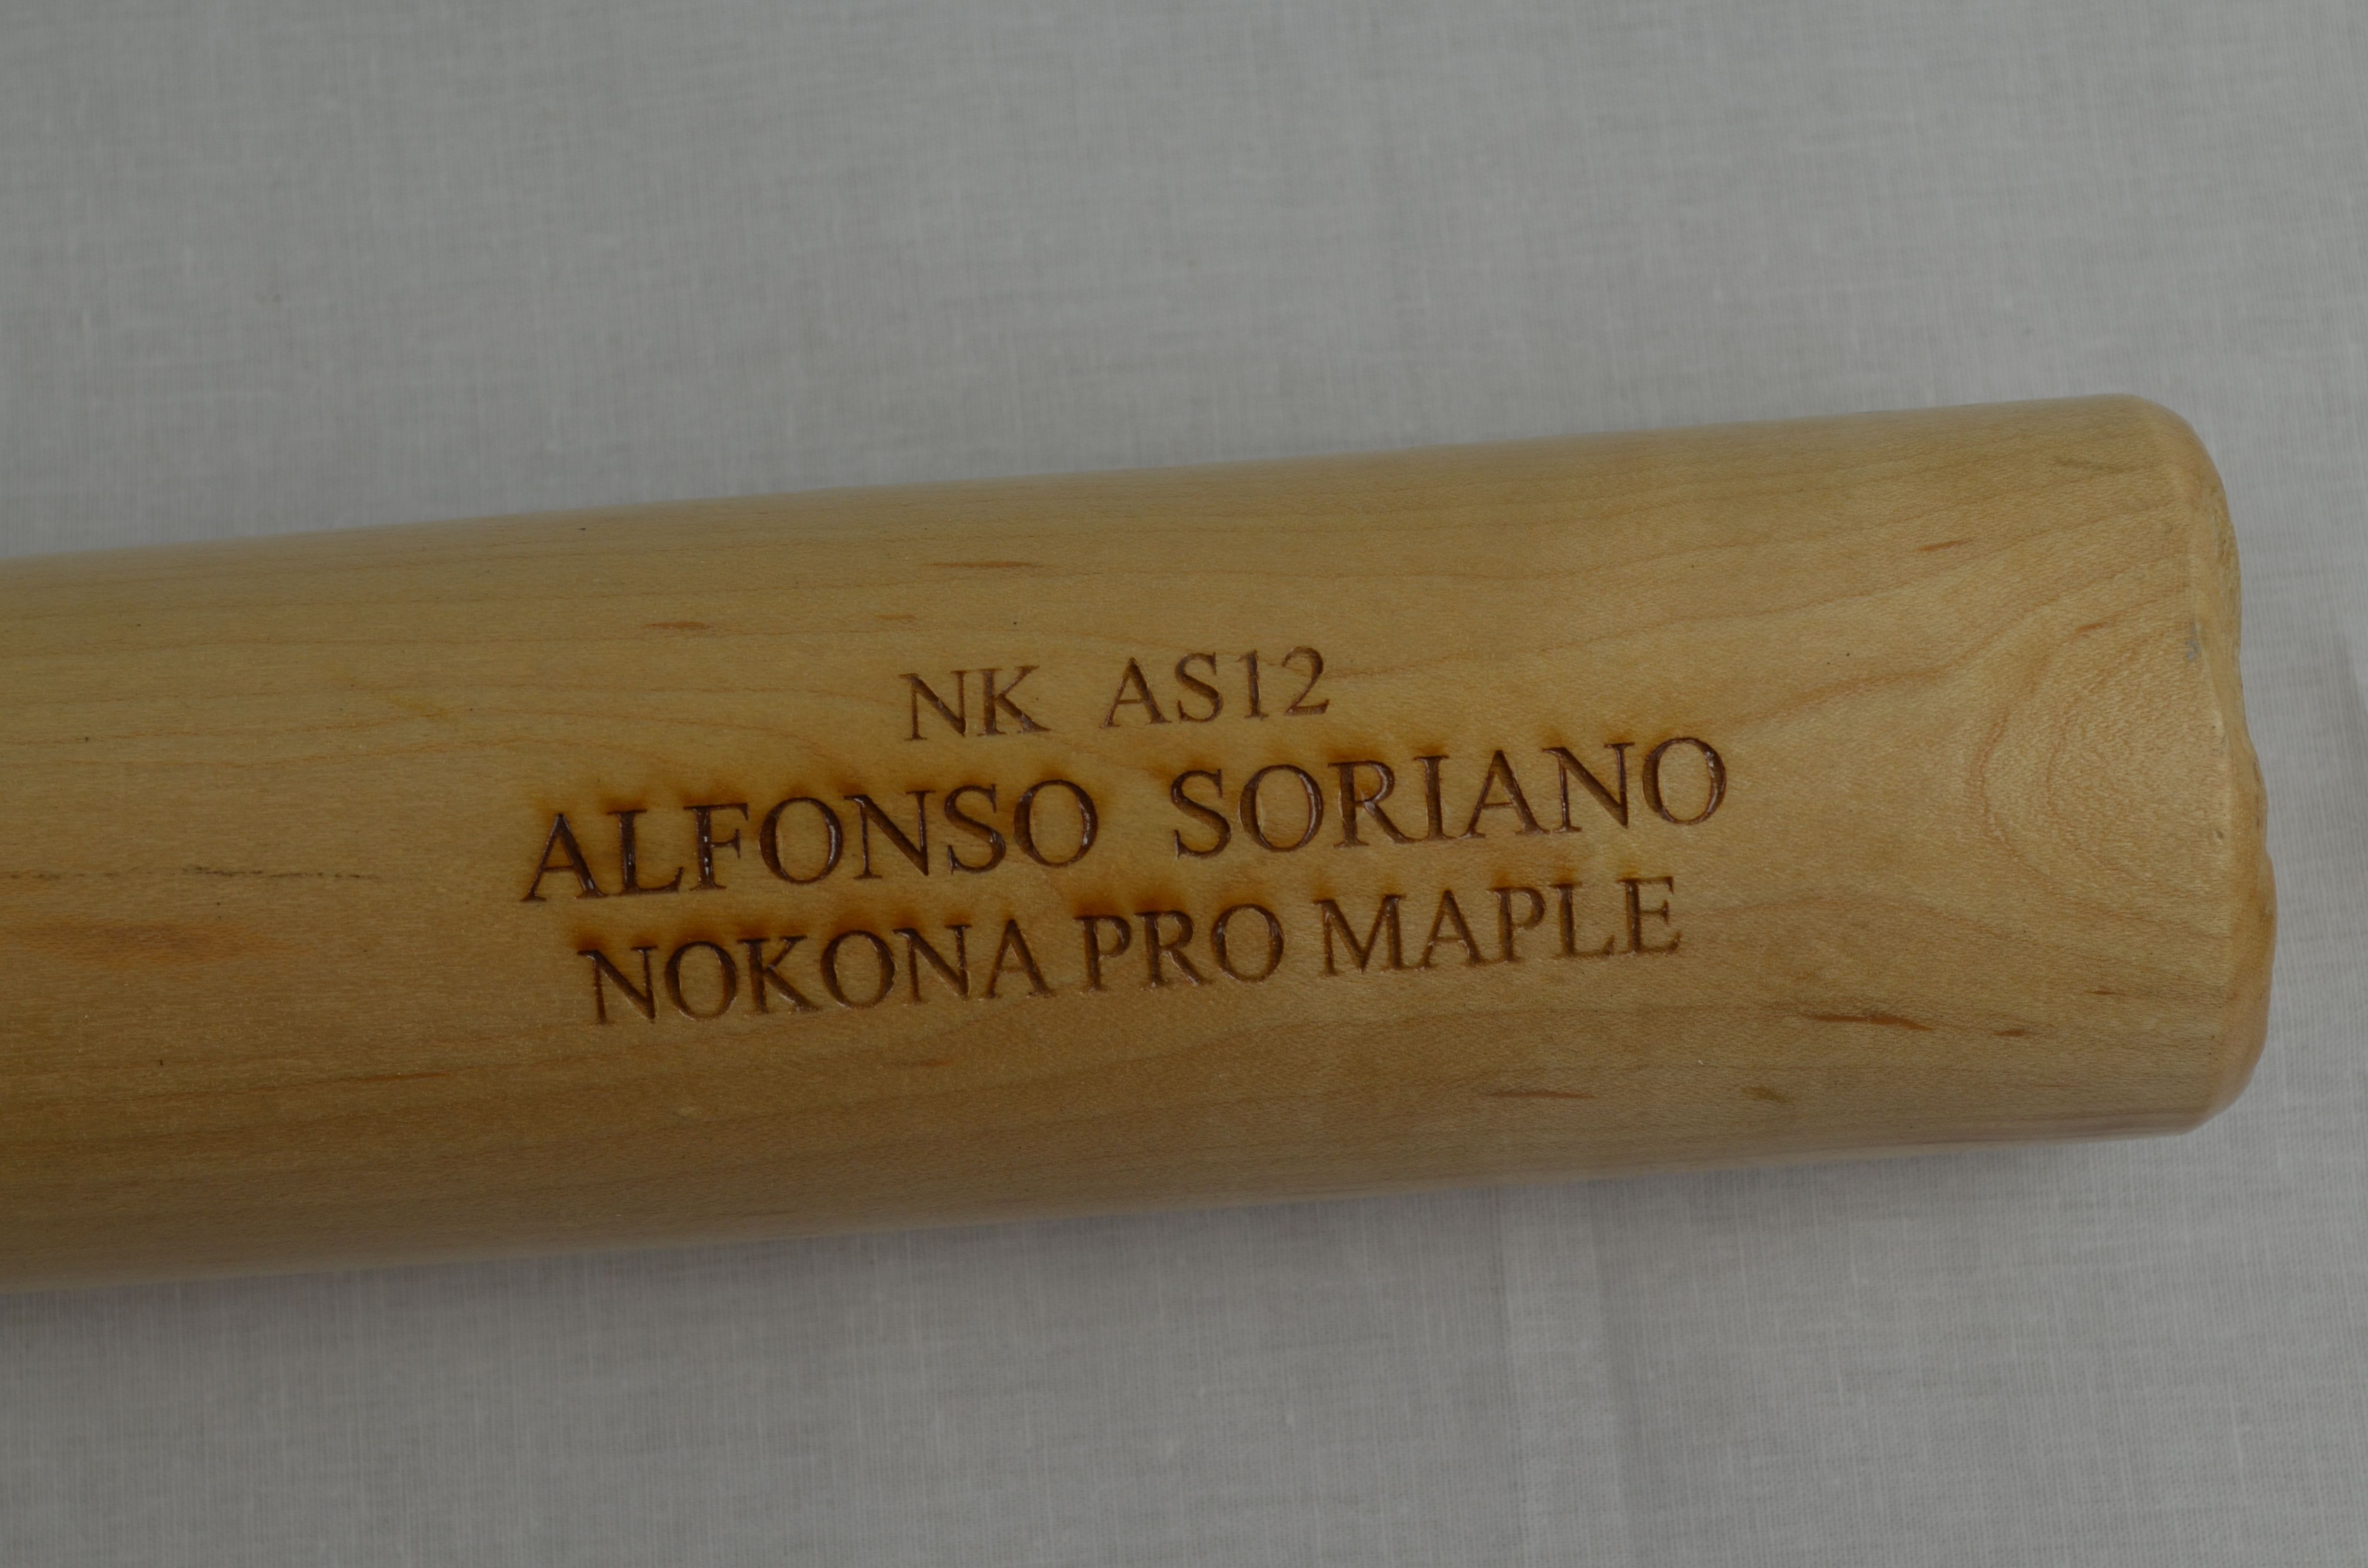 NK AS12
ALFONSO SORIANO
NOKONA PRO MAPLE